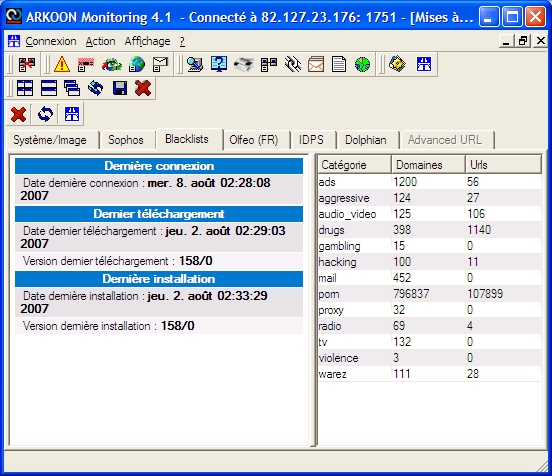 ARKOON Monitoring 4.1 - Connecté à 82.127.23.176: 1751 - [Mises à...
Connexion Action Affichage ?
Système/Image Sophos Blacklists Olfeo (FR) IDPS Dolphian Advanced URL
Dernière connexion
Date dernière connexion : mer. 8. août 02:28:08
2007
Dernier téléchargement
Date dernier téléchargement : jeu. 2. août 02:29:03
2007
Version dernier téléchargement : 158/0
Dernière installation
Date dernière installation : jeu. 2. août 02:33:29
2007
Version dernière installation : 158/0
Catégorie Domaines Urls
ads 1200 56
aggressive 124 27
audio_video 125 106
drugs 398 1140
gambling 15 0
hacking 100 11
mail 452 0
porn 796837 107899
proxy 32 0
radio 69 4
tv 132 0
violence 3 0
warez 111 28